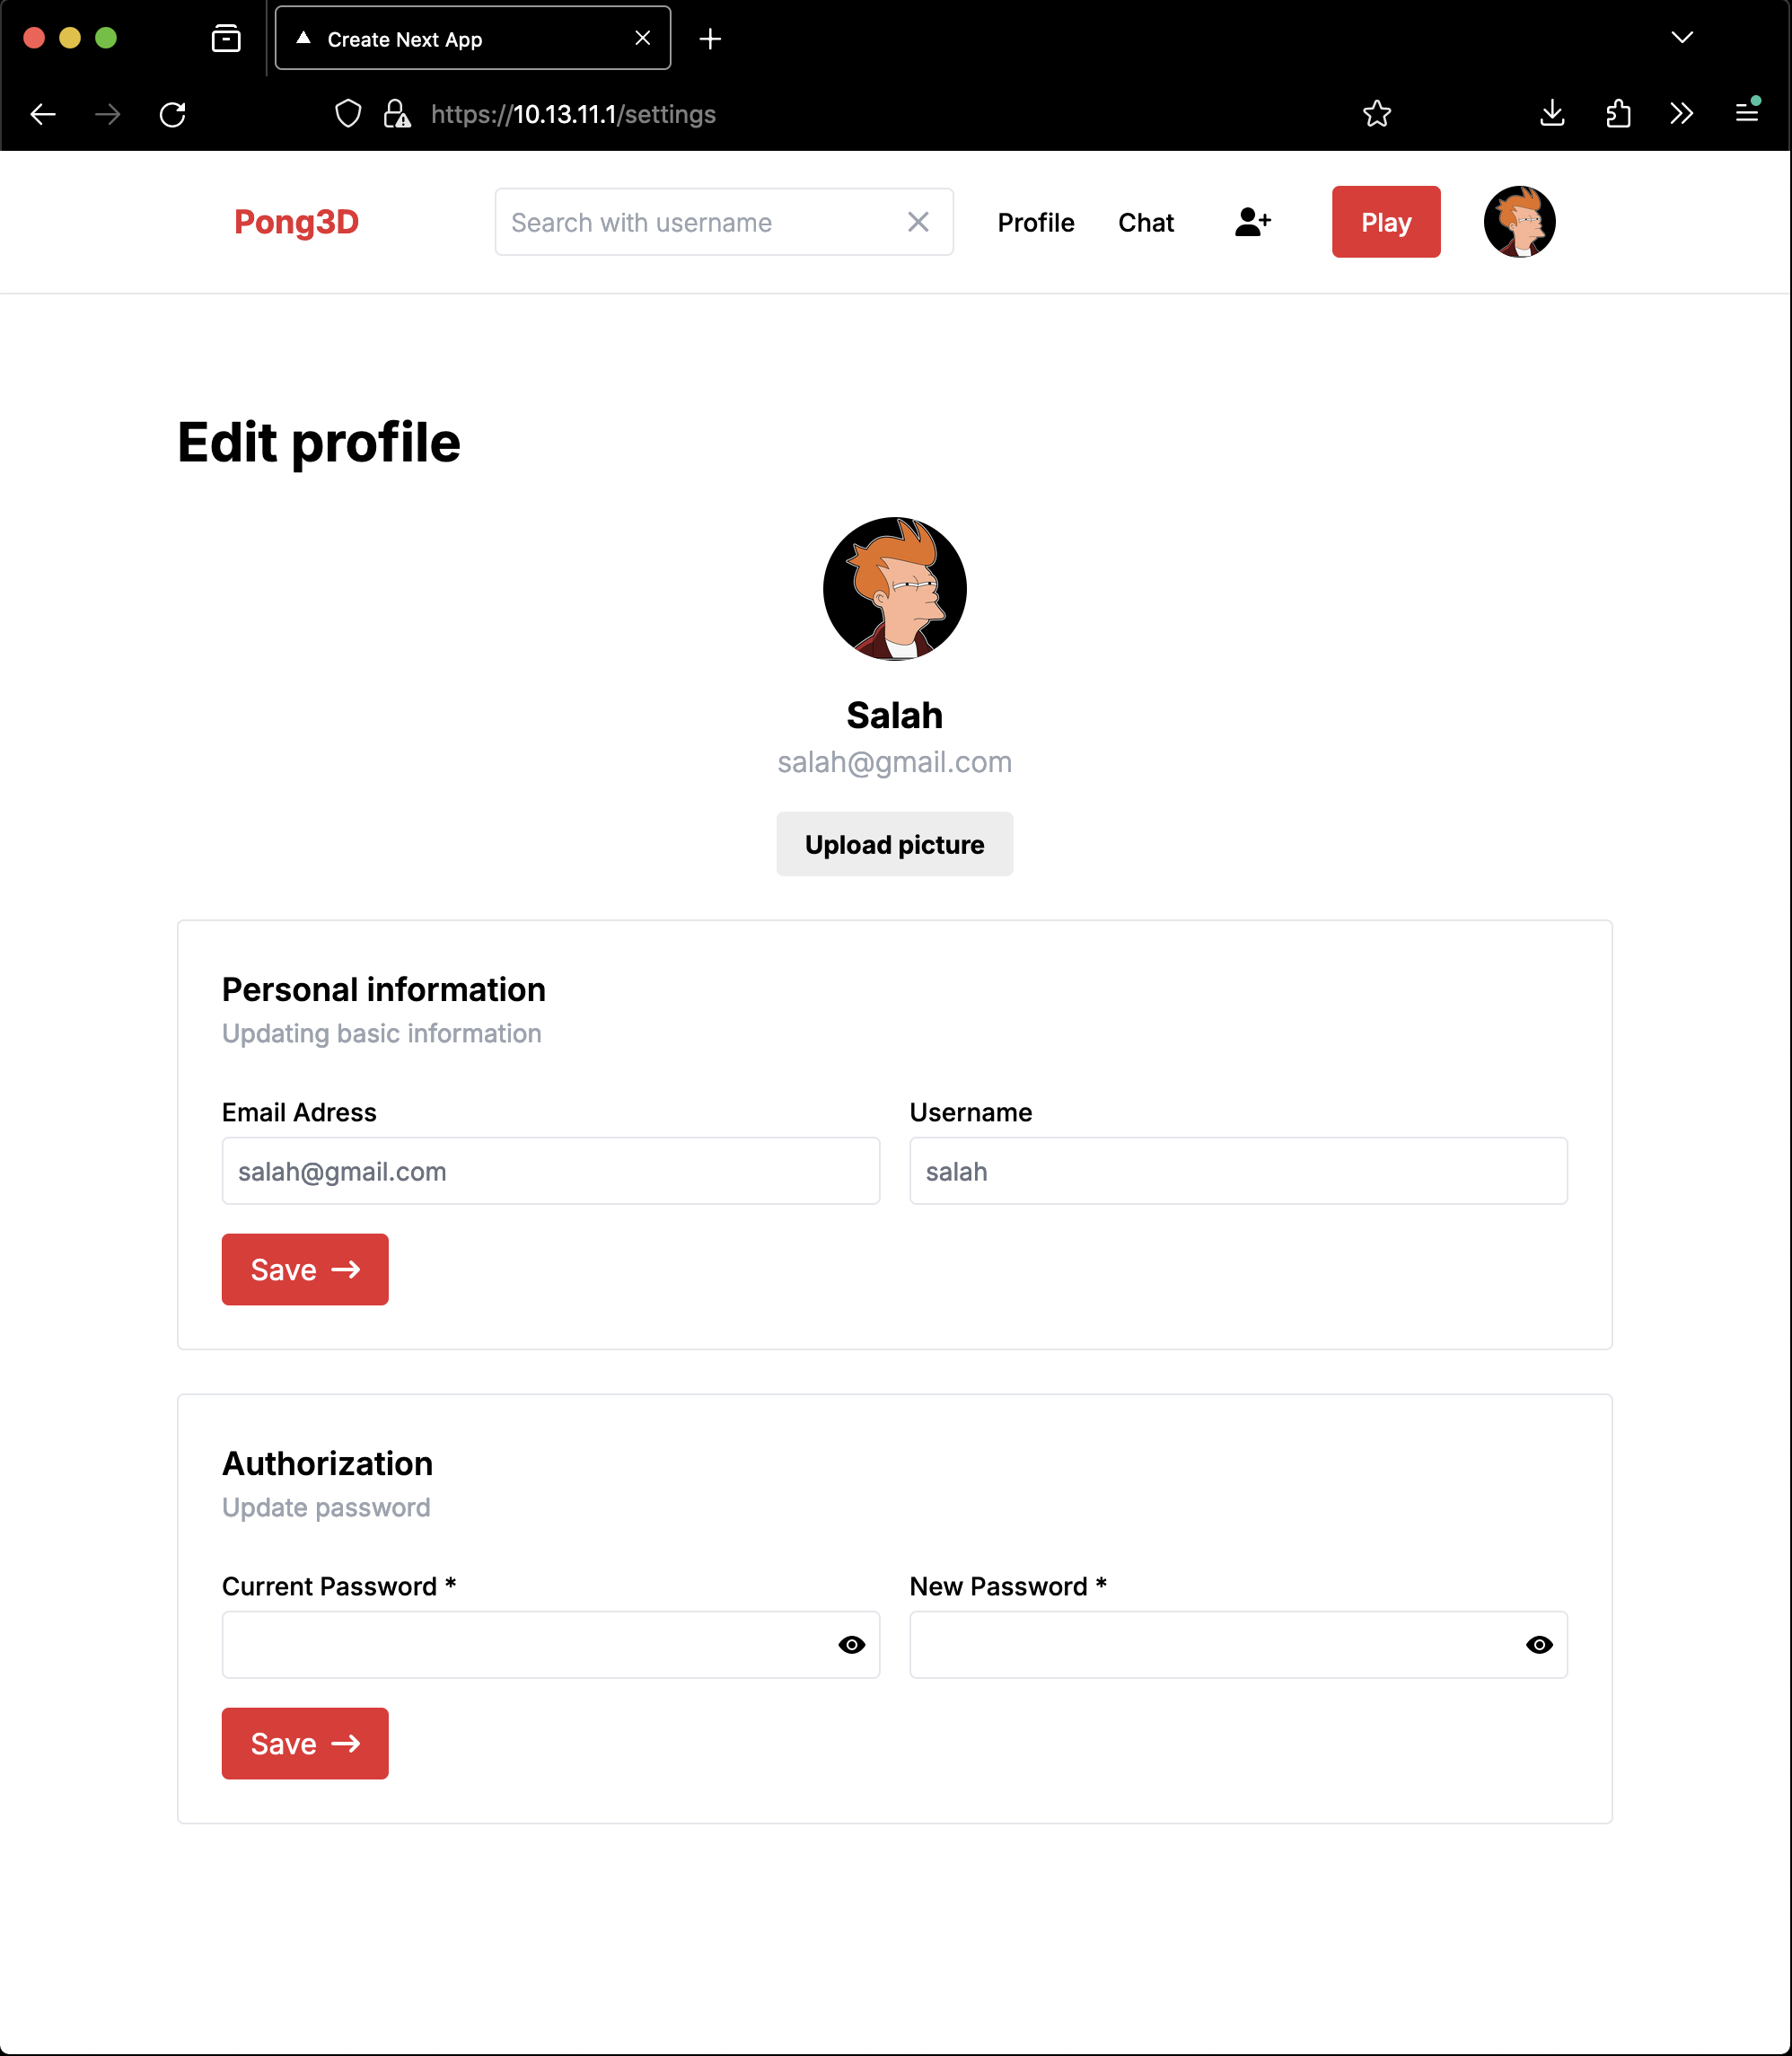 Create Next App
https://10.13.11.1/settings
Pong3D
Search with username
Profile
Chat
Play
Edit profile
Salah
salah@gmail.com
Upload picture
Personal information
Updating basic information
Email Adress
Username
salah@gmail.com
salah
Save
Authorization
Update password
Current Password *
New Password *
Save